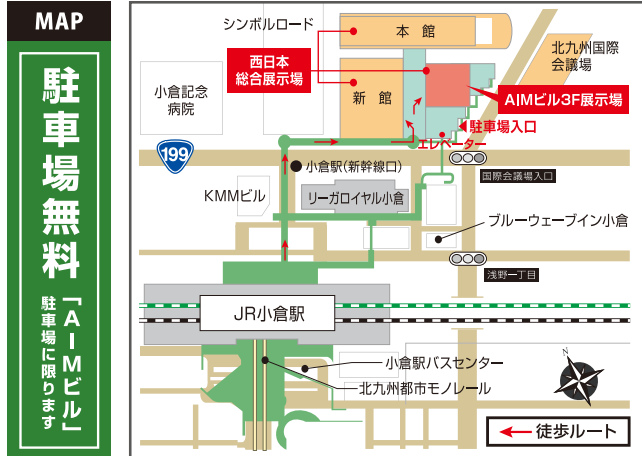 MAP
駐車場無料
「AIMビル」
駐車場に限ります
シンボルロード
本館
北九州国際
会議場
西日本
総合展示場
小倉記念
病院
新館
AIMビル3F展示場
駐車場入口
エレベーター
199
小倉駅(新幹線口)
国際会議場入口
KMMビル
リーガロイヤル小倉
ブルーウェーブイン小倉
浅野一丁目
JR小倉駅
小倉駅バスセンター
北九州都市モノレール
N
徒歩ルート